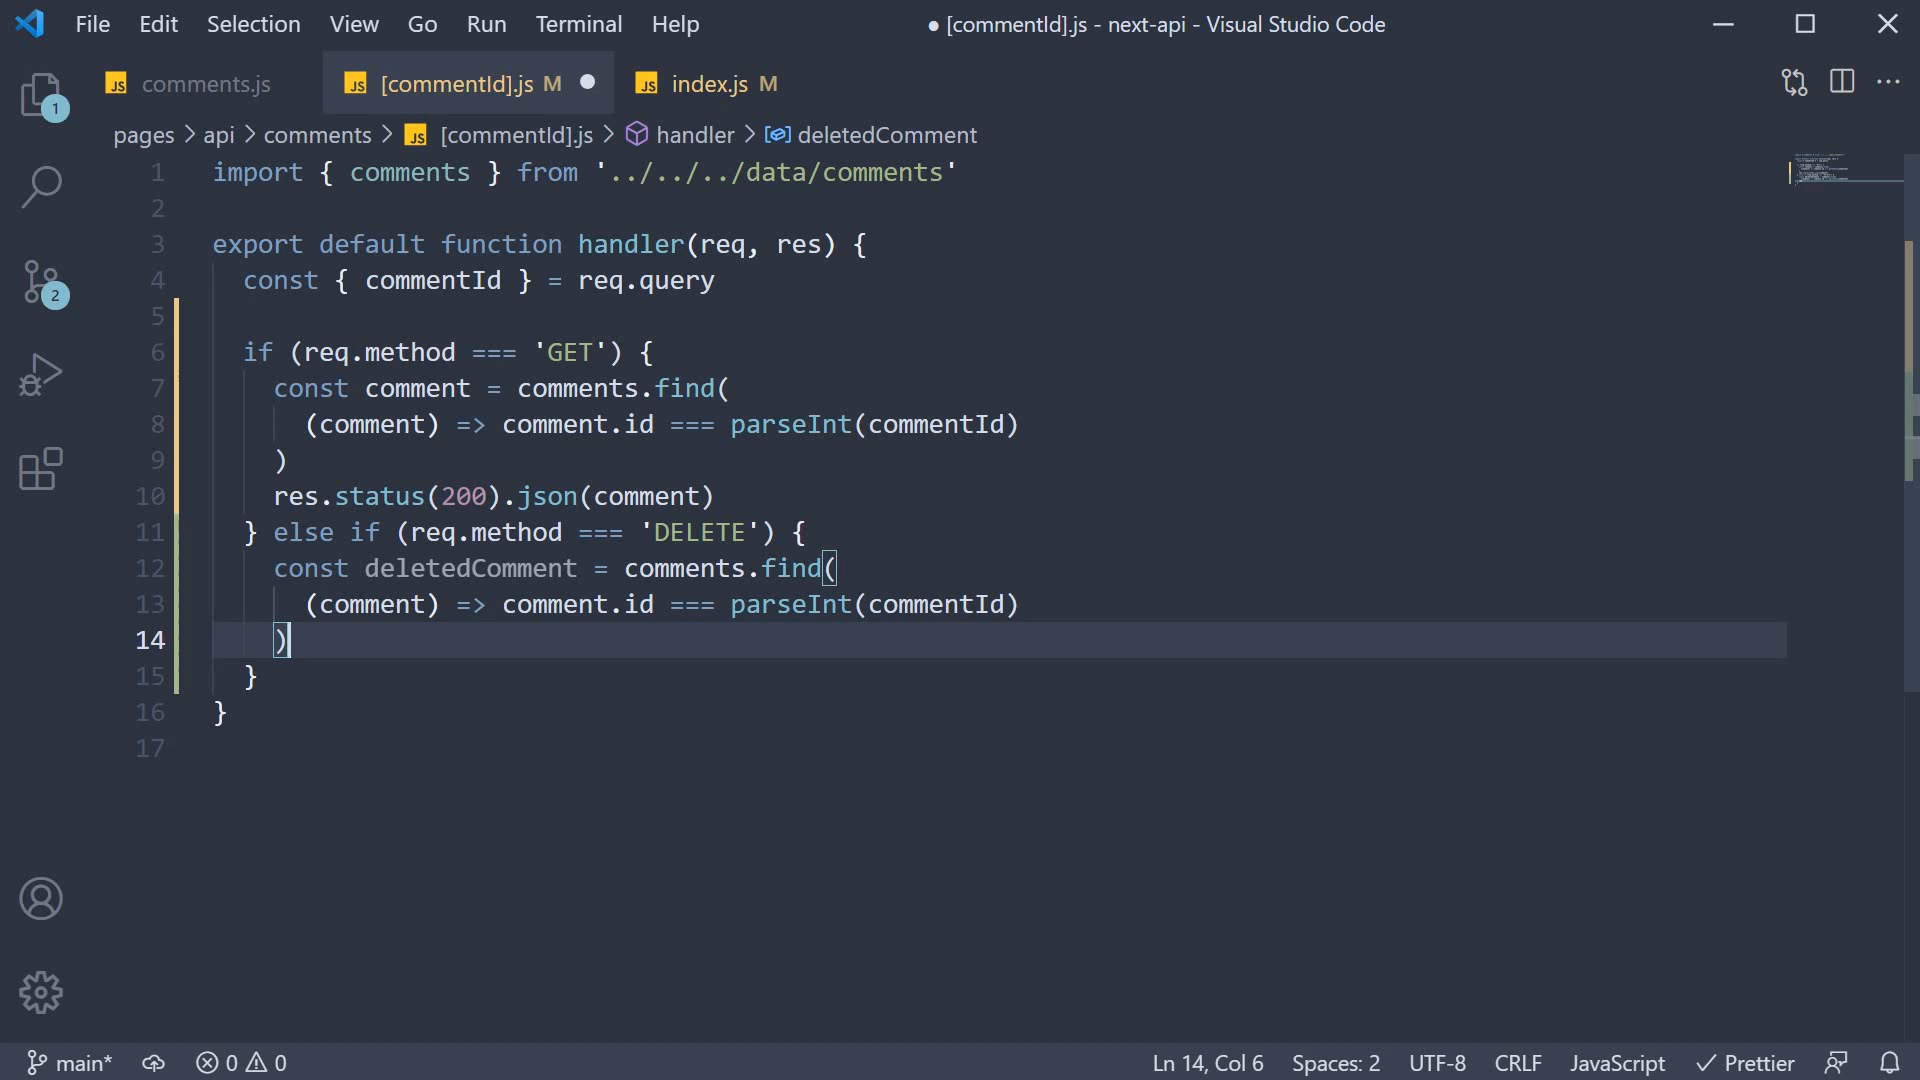 File Edit Selection View Go Run Terminal Help ● [commentId].js - next-api - Visual Studio Code
JS comments.js JS [commentId].js M ● JS index.js M
pages > api > comments > JS [commentId].js > handler > deletedComment
1 import { comments } from '../../../data/comments'
2
3 export default function handler(req, res) {
4 const { commentId } = req.query
5
6 if (req.method === 'GET') {
7 const comment = comments.find(
8 (comment) => comment.id === parseInt(commentId)
9 )
10 res.status(200).json(comment)
11 } else if (req.method === 'DELETE') {
12 const deletedComment = comments.find(
13 (comment) => comment.id === parseInt(commentId)
14 )
15 }
16 }
17
1
2
main* 0 0 Ln 14, Col 6 Spaces: 2 UTF-8 CRLF JavaScript Prettier